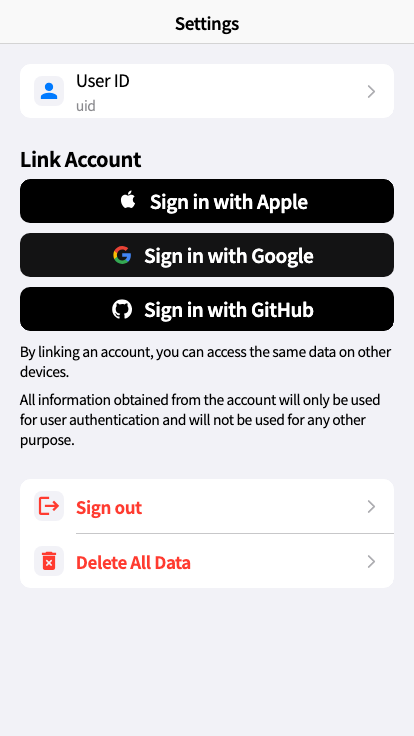 Settings
User ID
uid
Link Account
Sign in with Apple
Sign in with Google
Sign in with GitHub
By linking an account, you can access the same data on other
devices.
All information obtained from the account will only be used
for user authentication and will not be used for any other
purpose.
Sign out
Delete All Data